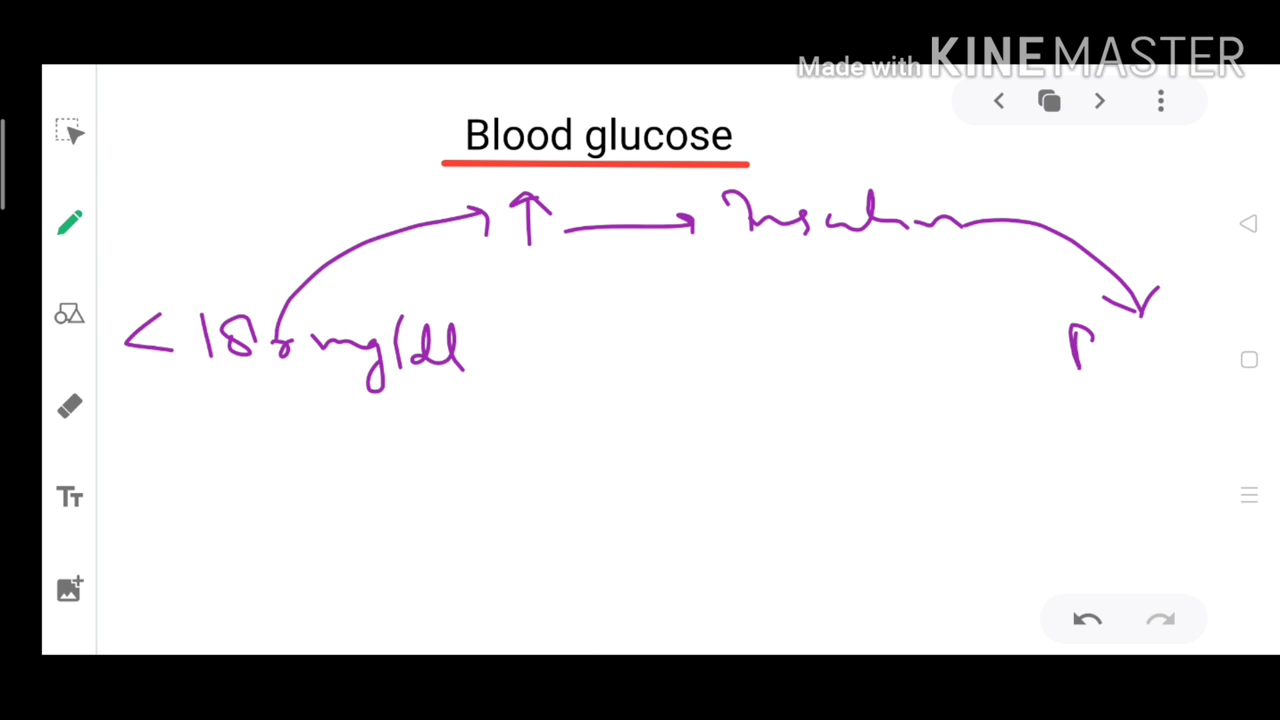 Made with KINEMASTER
Blood glucose
↑ → Insulin
< 180 mg/dl
P